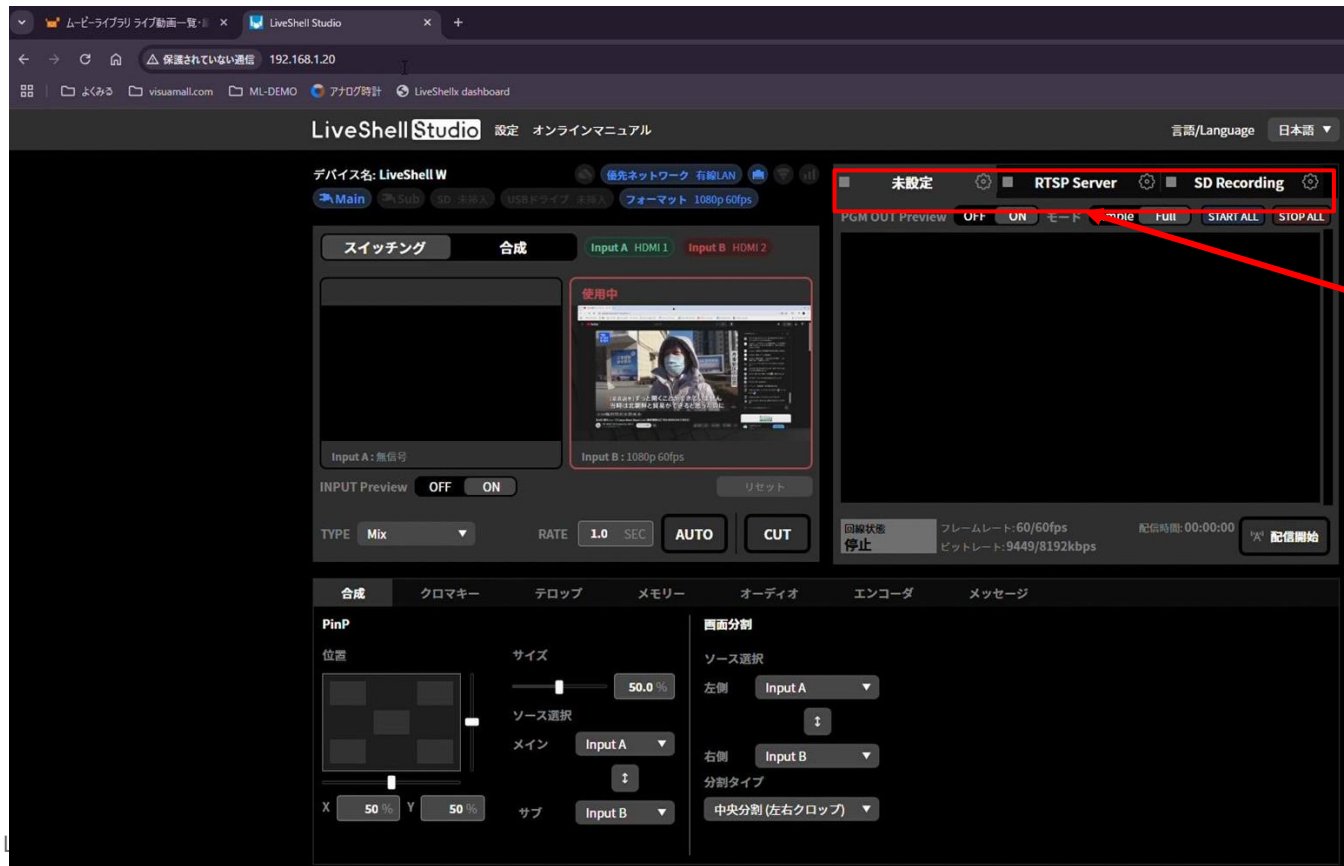 ムービーライブラリ ライブ動画一覧・
LiveShell Studio
保護されていない通信 192.168.1.20
よくみる visuamall.com ML-DEMO アナログ時計 LiveShellx dashboard
LiveShell Studio 設定 オンラインマニュアル 言語/Language 日本語
デバイス名: LiveShell W 優先ネットワーク 有線LAN
Main Sub SD 未挿入 USBドライブ 未挿入 フォーマット 1080p 60fps
未設定 RTSP Server SD Recording
PGM OUT Preview OFF ON モード Full START ALL STOP ALL
スイッチング 合成 Input A HDMI 1 Input B HDMI 2
使用中
Input A : 無信号 Input B : 1080p 60fps
INPUT Preview OFF ON リセット
TYPE Mix RATE 1.0 SEC AUTO CUT
回線状態 フレームレート: 60/60fps 配信時間: 00:00:00
停止 ビットレート: 9449/8192kbps 配信開始
合成 クロマキー テロップ メモリー オーディオ エンコーダ メッセージ
PinP
位置 サイズ
50.0 %
ソース選択
メイン Input A
サブ Input B
X 50 % Y 50 %
画面分割
ソース選択
左側 Input A
右側 Input B
分割タイプ
中央分割 (左右クロップ)